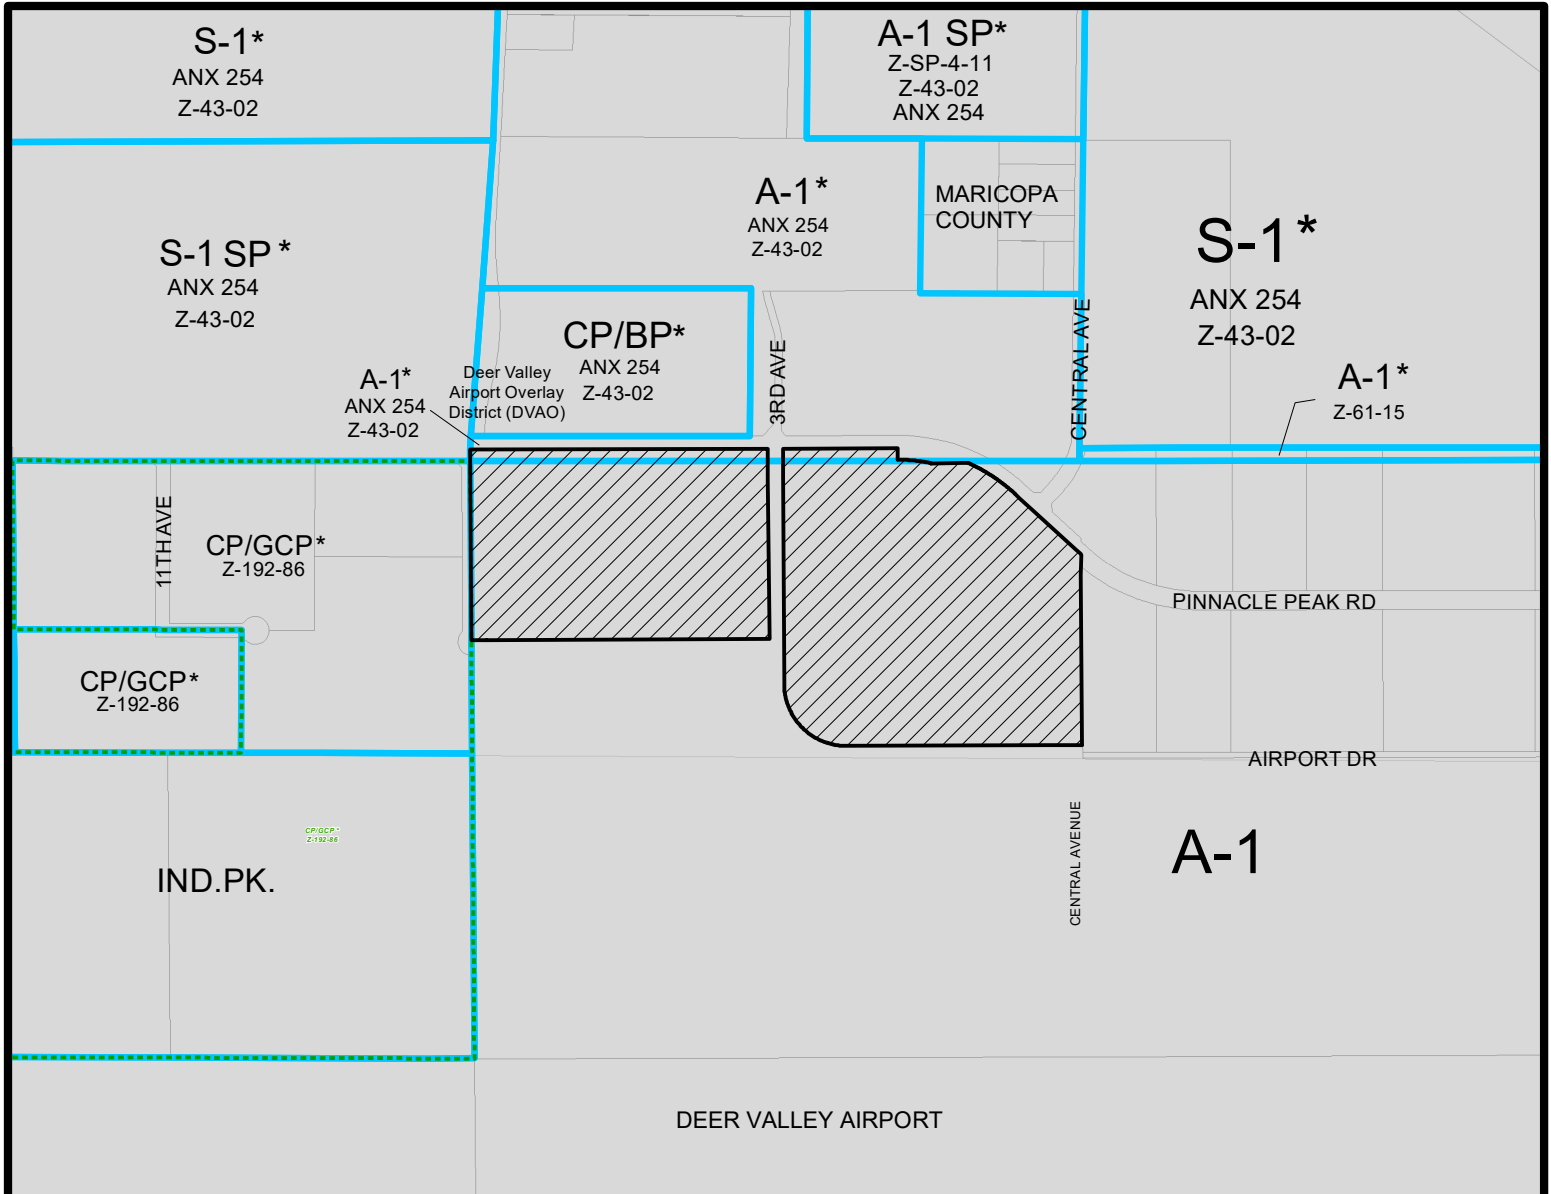 S-1*
ANX 254
Z-43-02
A-1 SP*
Z-SP-4-11
Z-43-02
ANX 254
A-1*
ANX 254
Z-43-02
MARICOPA
COUNTY
S-1*
ANX 254
Z-43-02
S-1 SP *
ANX 254
Z-43-02
CP/BP*
ANX 254
Z-43-02
Deer Valley
Airport Overlay
District (DVAO)
A-1*
ANX 254
Z-43-02
3RD AVE
CENTRAL AVE
A-1*
Z-61-15
11TH AVE
CP/GCP*
Z-192-86
PINNACLE PEAK RD
CP/GCP*
Z-192-86
AIRPORT DR
CP/GCP*
Z-192-86
IND.PK.
CENTRAL AVENUE
A-1
DEER VALLEY AIRPORT